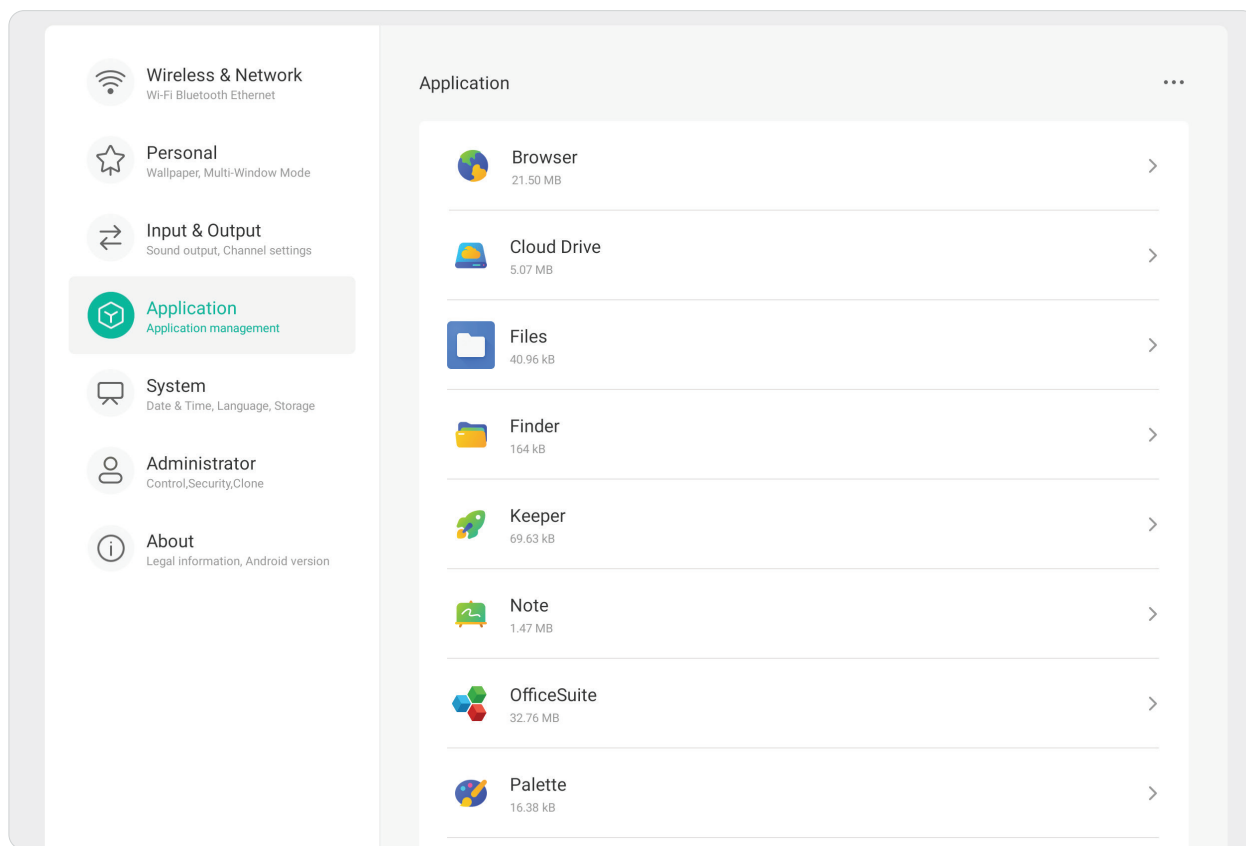 Wireless & Network
Wi-Fi Bluetooth Ethernet
Personal
Wallpaper, Multi-Window Mode
Input & Output
Sound output, Channel settings
Application
Application management
System
Date & Time, Language, Storage
Administrator
Control,Security,Clone
About
Legal information, Android version
Application
Browser
21.50 MB
Cloud Drive
5.07 MB
Files
40.96 kB
Finder
164 kB
Keeper
69.63 kB
Note
1.47 MB
OfficeSuite
32.76 MB
Palette
16.38 kB